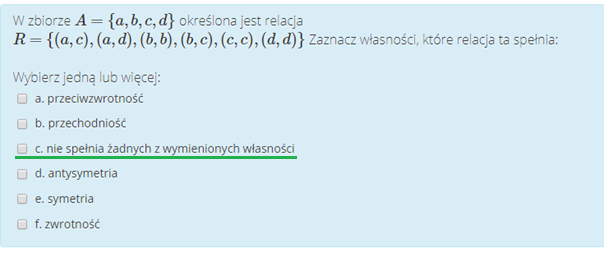 W zbiorze A = {a, b, c, d} określona jest relacja
R = {(a, c), (a, d), (b, b), (b, c), (c, c), (d, d)} Zaznacz własności, które relacja ta spełnia:
Wybierz jedną lub więcej:
a. przeciwzwrotność
b. przechodniość
c. nie spełnia żadnych z wymienionych własności
d. antysymetria
e. symetria
f. zwrotność